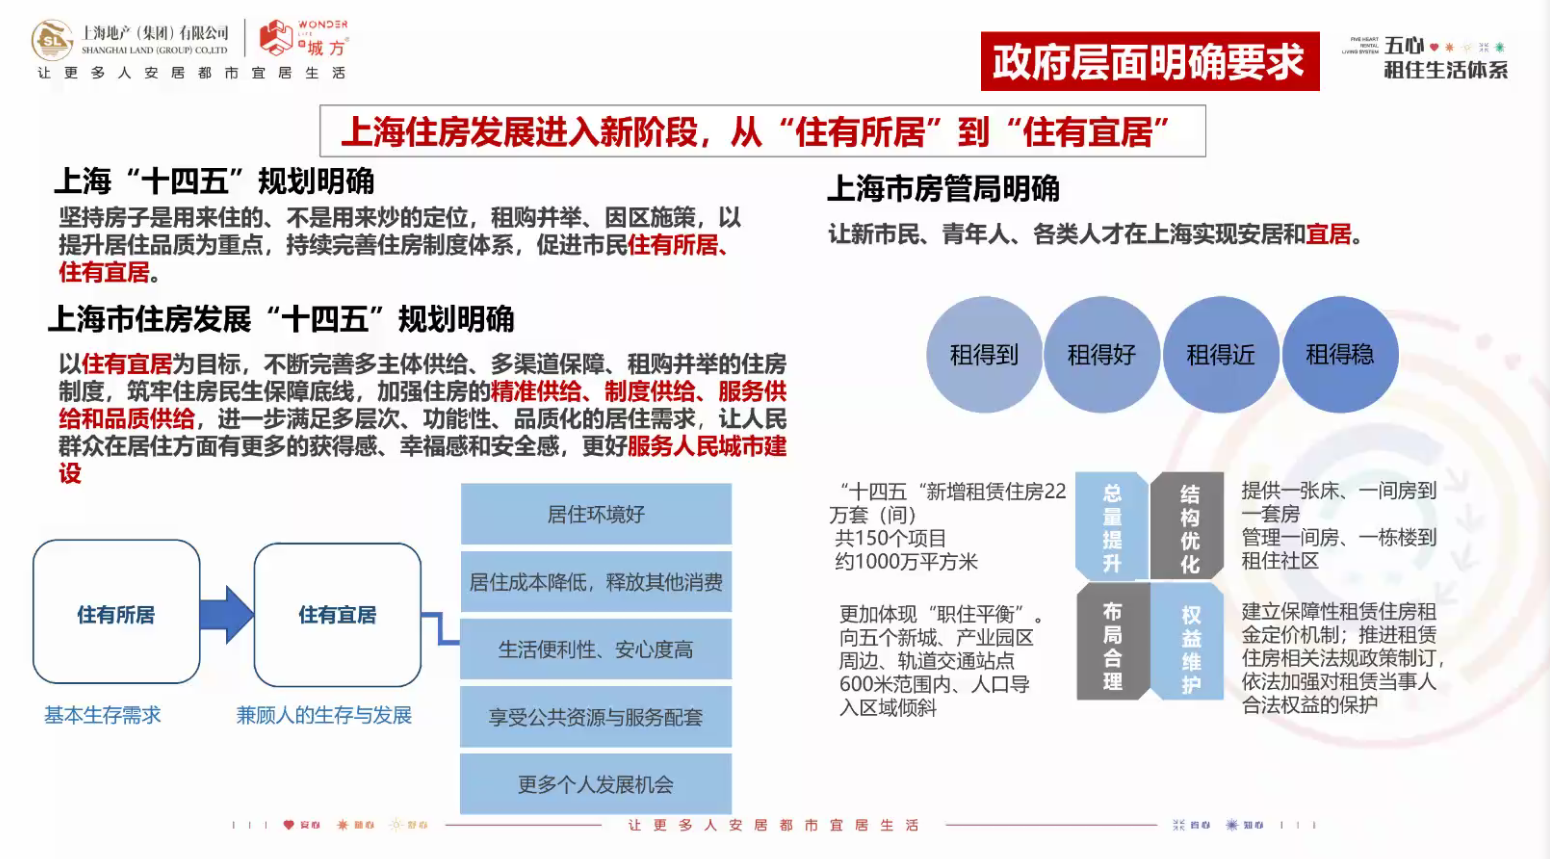 上海地产（集团）有限公司
SHANGHAI LAND (GROUP) CO.,LTD
WONDER
LIFE
城方
让更多人安居都市宜居生活
政府层面明确要求
FIVE HEART
RENTAL
LIVING SYSTEM
五心
租住生活体系
上海住房发展进入新阶段，从“住有所居”到“住有宜居”
上海“十四五”规划明确
坚持房子是用来住的、不是用来炒的定位，租购并举、因区施策，以
提升居住品质为重点，持续完善住房制度体系，促进市民住有所居、
住有宜居。
上海市住房发展“十四五”规划明确
以住有宜居为目标，不断完善多主体供给、多渠道保障、租购并举的住房
制度，筑牢住房民生保障底线，加强住房的精准供给、制度供给、服务供
给和品质供给，进一步满足多层次、功能性、品质化的居住需求，让人民
群众在居住方面有更多的获得感、幸福感和安全感，更好服务人民城市建
设
住有所居
基本生存需求
住有宜居
兼顾人的生存与发展
居住环境好
居住成本降低，释放其他消费
生活便利性、安心度高
享受公共资源与服务配套
更多个人发展机会
上海市房管局明确
让新市民、青年人、各类人才在上海实现安居和宜居。
租得到
租得好
租得近
租得稳
“十四五“新增租赁住房22
万套（间）
共150个项目
约1000万平方米
总量提升
结构优化
提供一张床、一间房到
一套房
管理一间房、一栋楼到
租住社区
更加体现“职住平衡”。
向五个新城、产业园区
周边、轨道交通站点
600米范围内、人口导
入区域倾斜
布局合理
权益维护
建立保障性租赁住房租
金定价机制；推进租赁
住房相关法规政策制订，
依法加强对租赁当事人
合法权益的保护
让更多人安居都市宜居生活